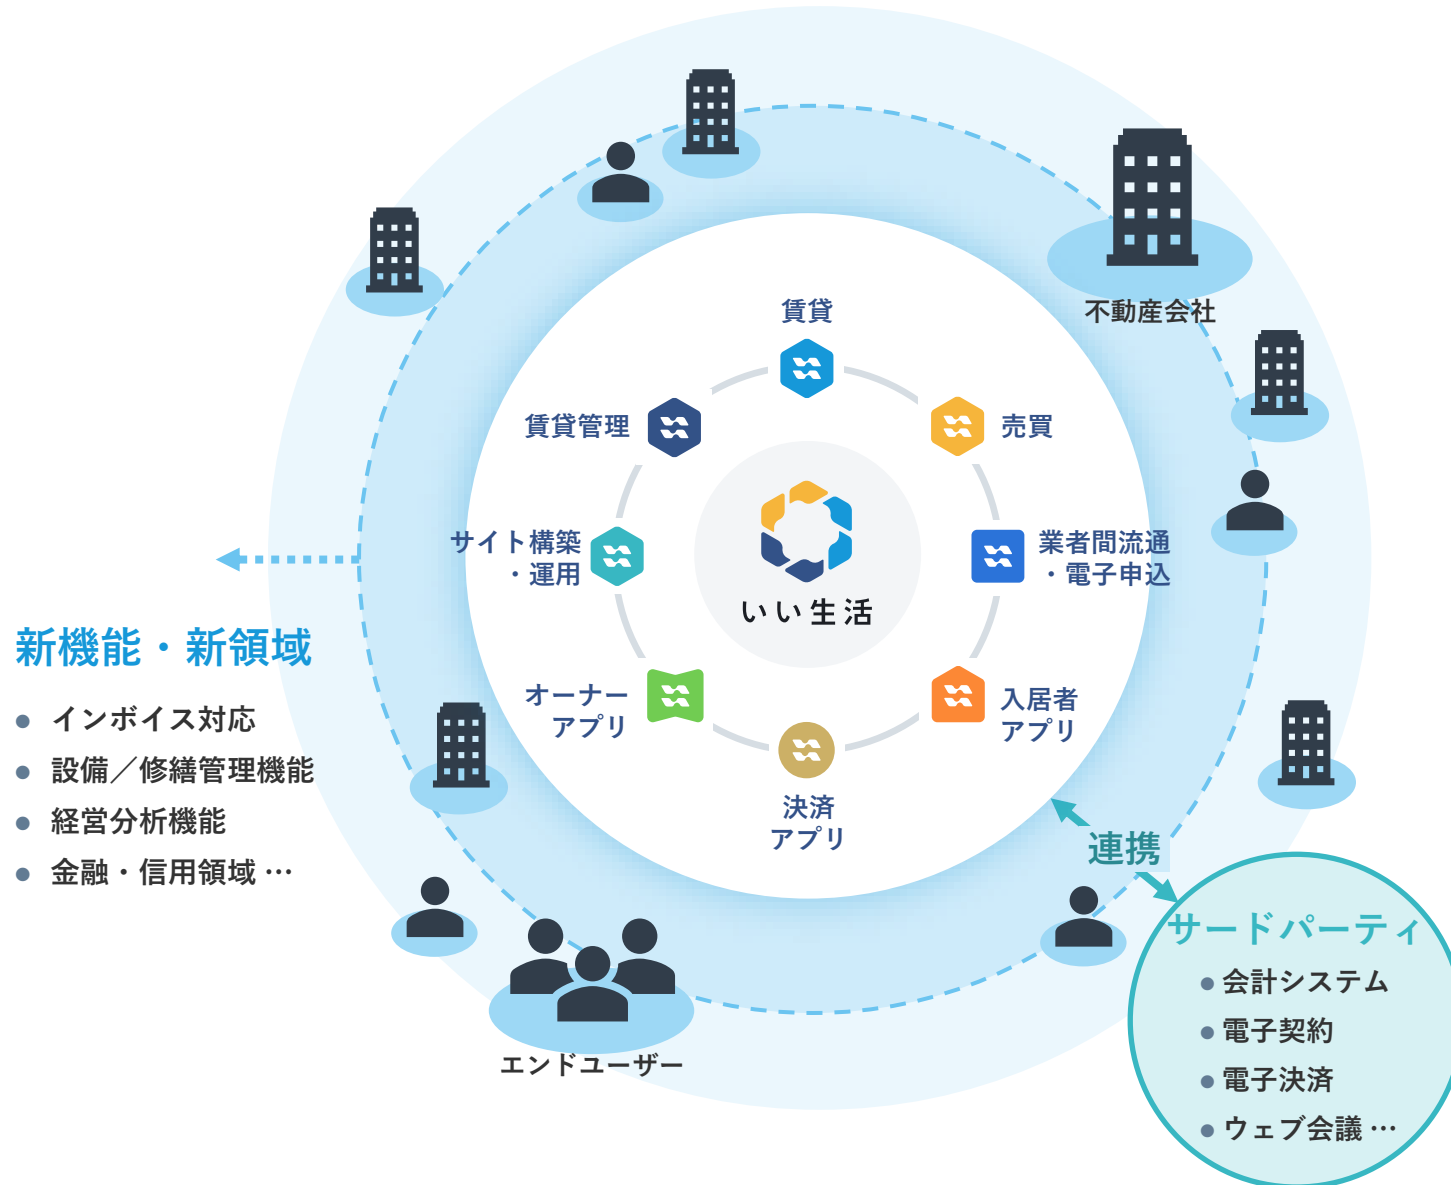 不動産会社
賃貸
賃貸管理
売買
サイト構築
・運用
いい生活
業者間流通
・電子申込
オーナー
アプリ
入居者
アプリ
決済
アプリ
新機能・新領域
● インボイス対応
● 設備／修繕管理機能
● 経営分析機能
● 金融・信用領域 …
連携
サードパーティ
● 会計システム
● 電子契約
● 電子決済
● ウェブ会議 …
エンドユーザー